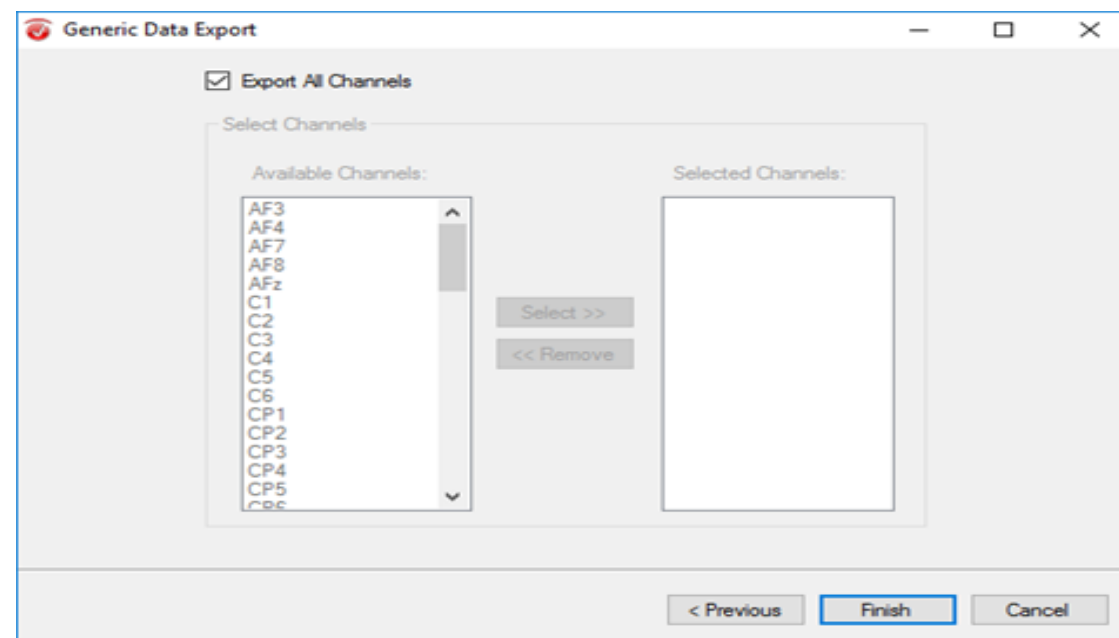 Generic Data Export
Export All Channels
Select Channels
Available Channels:
Selected Channels:
AF3
AF4
AF7
AF8
AFz
C1
C2
C3
C4
C5
C6
CP1
CP2
CP3
CP4
CP5
Select >>
<< Remove
< Previous
Finish
Cancel